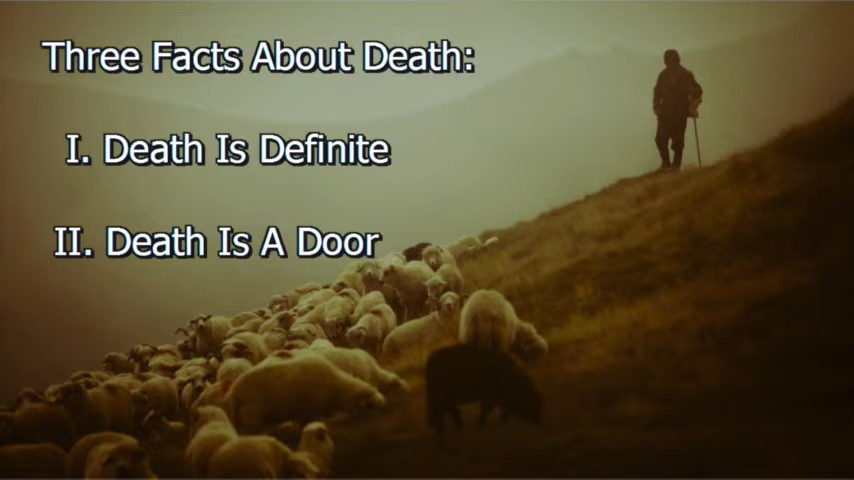 Three Facts About Death:
I. Death Is Definite
II. Death Is A Door